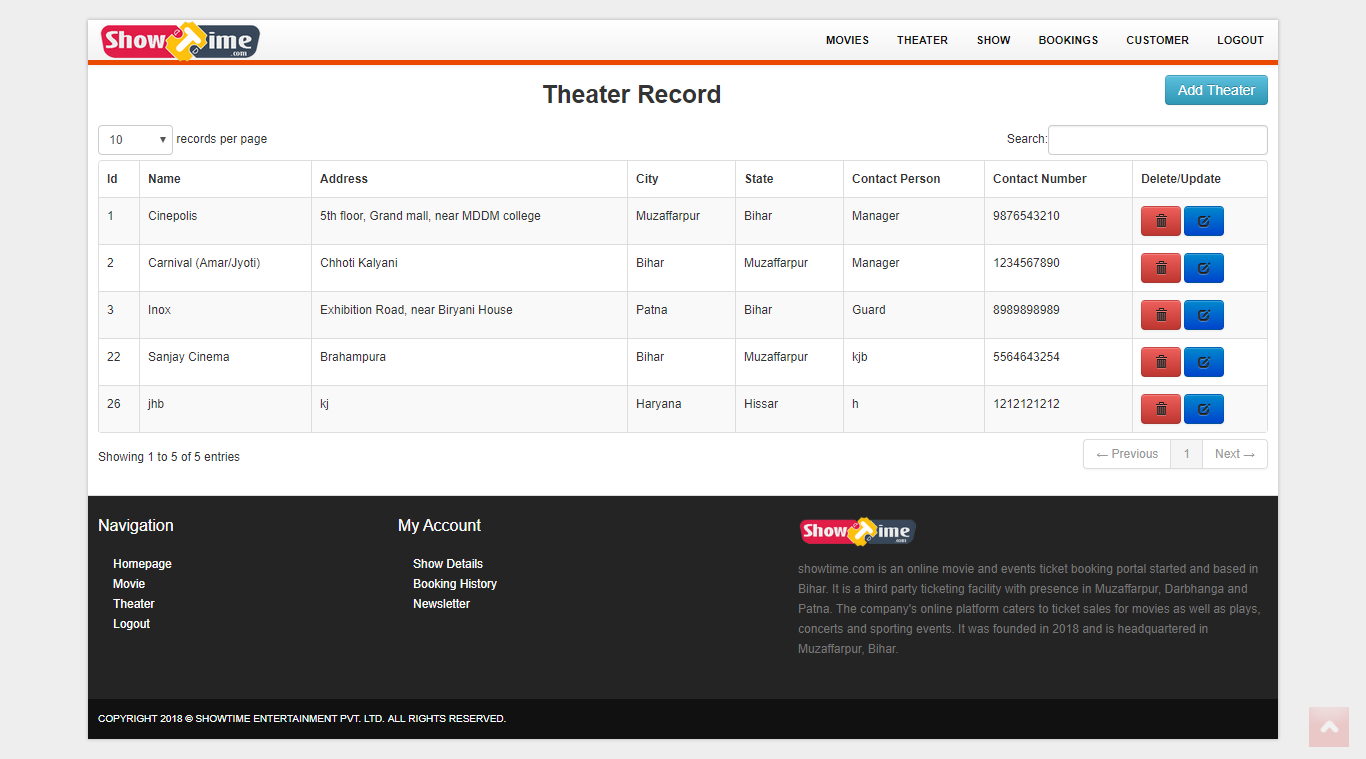 ShowTime.com MOVIES THEATER SHOW BOOKINGS CUSTOMER LOGOUT
Theater Record Add Theater
10 records per page Search:
Id Name Address City State Contact Person Contact Number Delete/Update
1 Cinepolis 5th floor, Grand mall, near MDDM college Muzaffarpur Bihar Manager 9876543210
2 Carnival (Amar/Jyoti) Chhoti Kalyani Bihar Muzaffarpur Manager 1234567890
3 Inox Exhibition Road, near Biryani House Patna Bihar Guard 8989898989
22 Sanjay Cinema Brahampura Bihar Muzaffarpur kjb 5564643254
26 jhb kj Haryana Hissar h 1212121212
Showing 1 to 5 of 5 entries ← Previous 1 Next →
Navigation
Homepage
Movie
Theater
Logout
My Account
Show Details
Booking History
Newsletter
ShowTime.com
showtime.com is an online movie and events ticket booking portal started and based in
Bihar. It is a third party ticketing facility with presence in Muzaffarpur, Darbhanga and
Patna. The company's online platform caters to ticket sales for movies as well as plays,
concerts and sporting events. It was founded in 2018 and is headquartered in
Muzaffarpur, Bihar.
COPYRIGHT 2018 © SHOWTIME ENTERTAINMENT PVT. LTD. ALL RIGHTS RESERVED.